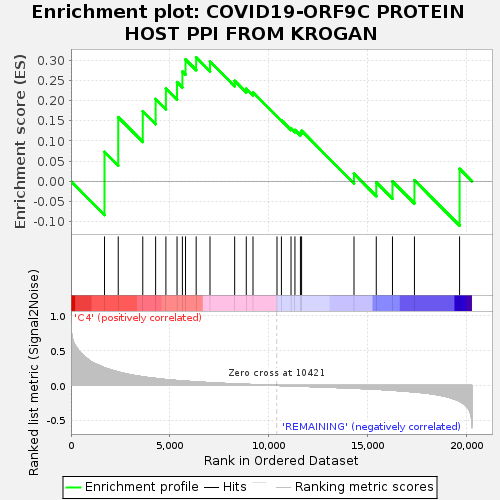 Enrichment plot: COVID19-ORF9C PROTEIN
HOST PPI FROM KROGAN
Enrichment score (ES)
0.30
0.25
0.20
0.15
0.10
0.05
0.00
-0.05
-0.10
'C4' (positively correlated)
Ranked list metric (Signal2Noise)
1.0
0.5
0.0
-0.5
Zero cross at 10421
'REMAINING' (negatively correlated)
0
5,000
10,000
15,000
20,000
Rank in Ordered Dataset
Enrichment profile
Hits
Ranking metric scores